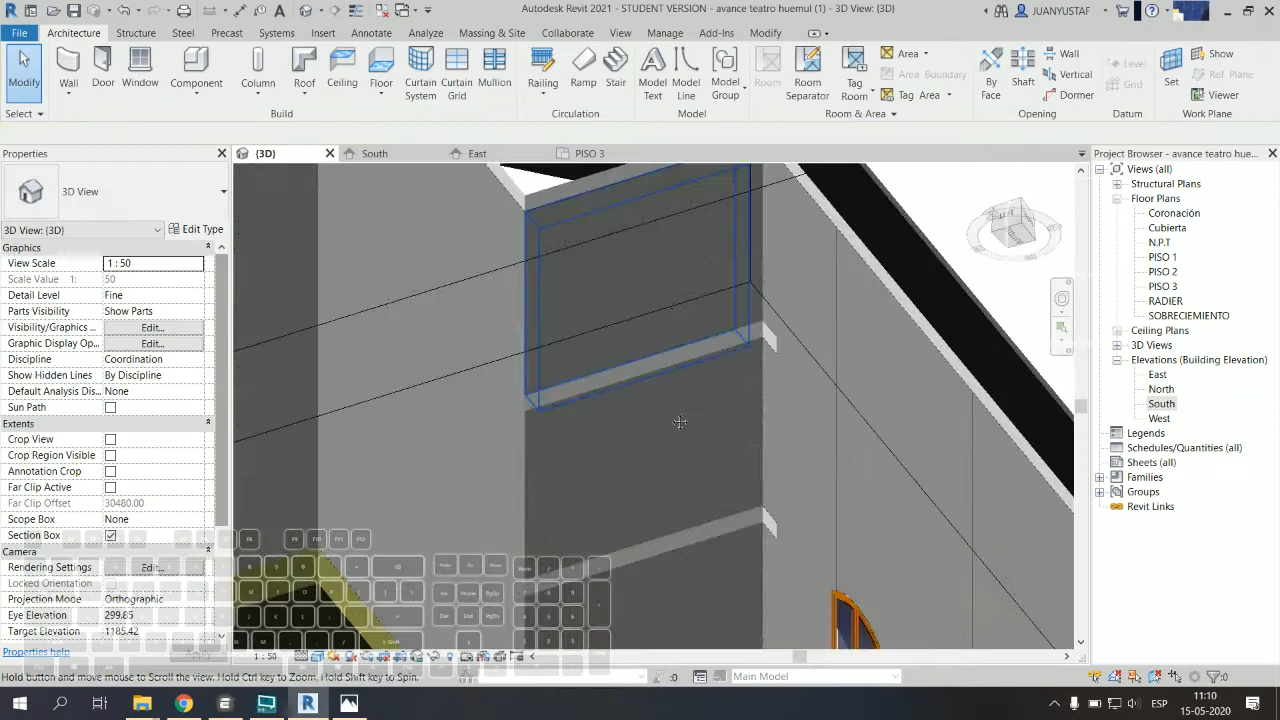 Autodesk Revit 2021 - STUDENT VERSION - avance teatro huemul (1) - 3D View: {3D}
JUANYUSTAF
File
Architecture
Structure
Steel
Precast
Systems
Insert
Annotate
Analyze
Massing & Site
Collaborate
View
Manage
Add-Ins
Modify
Modify
Wall
Door
Window
Component
Column
Roof
Ceiling
Floor
Curtain System
Curtain Grid
Mullion
Railing
Ramp
Stair
Model Text
Model Line
Model Group
Room
Room Separator
Tag Room
Area
Area Boundary
Tag Area
By Face
Shaft
Wall
Vertical
Dormer
Level
Grid
Set
Show
Ref Plane
Viewer
Select
Build
Circulation
Model
Room & Area
Opening
Datum
Work Plane
Properties
{3D}
South
East
PISO 3
Project Browser - avance teatro hue...
3D View
3D View: {3D}
Edit Type
Graphics
View Scale 1 : 50
Scale Value 1: 50
Detail Level Fine
Parts Visibility Show Parts
Visibility/Graphics ... Edit...
Graphic Display Op... Edit...
Discipline Coordination
Show Hidden Lines By Discipline
Default Analysis Dis... None
Sun Path
Extents
Crop View
Crop Region Visible
Annotation Crop
Far Clip Active
Far Clip Offset 30480.00
Scope Box None
Section Box
Camera
Rendering Settings Edit...
Locked Orientation
Projection Mode Orthographic
Eye Elevation 299.85
Target Elevation 1185.42
Properties help
Views (all)
Structural Plans
Floor Plans
Coronación
Cubierta
N.P.T
PISO 1
PISO 2
PISO 3
RADIER
SOBRECIEMIENTO
Ceiling Plans
3D Views
Elevations (Building Elevation)
East
North
South
West
Legends
Schedules/Quantities (all)
Sheets (all)
Families
Groups
Revit Links
1 : 50
Hold button and move mouse to Scroll the view. Hold Ctrl key to Zoom. Hold Shift key to Spin.
:0
Main Model
:0
ESP
11:10
15-05-2020